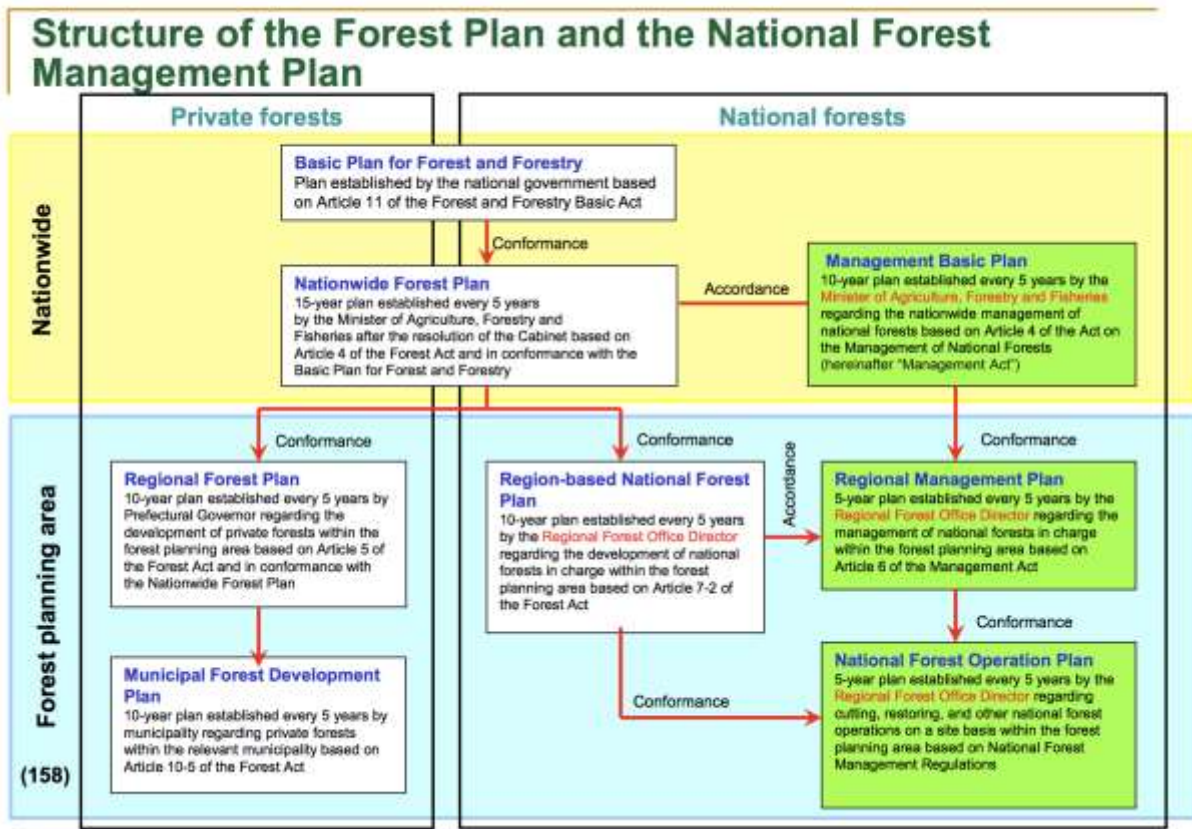 Structure of the Forest Plan and the National Forest
Management Plan
Private forests
National forests
Nationwide
Basic Plan for Forest and Forestry
Plan established by the national government based
on Article 11 of the Forest and Forestry Basic Act
Conformance
Nationwide Forest Plan
15-year plan established every 5 years
by the Minister of Agriculture, Forestry and
Fisheries after the resolution of the Cabinet based on
Article 4 of the Forest Act and in conformance with the
Basic Plan for Forest and Forestry
Accordance
Management Basic Plan
10-year plan established every 5 years by the
Minister of Agriculture, Forestry and Fisheries
regarding the nationwide management of
national forests based on Article 4 of the Act on
the Management of National Forests
(hereinafter "Management Act")
Forest planning area
(158)
Conformance
Regional Forest Plan
10-year plan established every 5 years by
Prefectural Governor regarding the
development of private forests within the
forest planning area based on Article 5 of
the Forest Act and in conformance with
the Nationwide Forest Plan
Municipal Forest Development
Plan
10-year plan established every 5 years by
municipality regarding private forests
within the relevant municipality based on
Article 10-5 of the Forest Act
Conformance
Region-based National Forest
Plan
10-year plan established every 5 years
by the Regional Forest Office Director
regarding the development of national
forests in charge within the forest
planning area based on Article 7-2 of
the Forest Act
Accordance
Conformance
Conformance
Regional Management Plan
5-year plan established every 5 years by the
Regional Forest Office Director regarding the
management of national forests in charge
within the forest planning area based on
Article 6 of the Management Act
Conformance
National Forest Operation Plan
5-year plan established every 5 years by the
Regional Forest Office Director regarding
cutting, restoring, and other national forest
operations on a site basis within the forest
planning area based on National Forest
Management Regulations